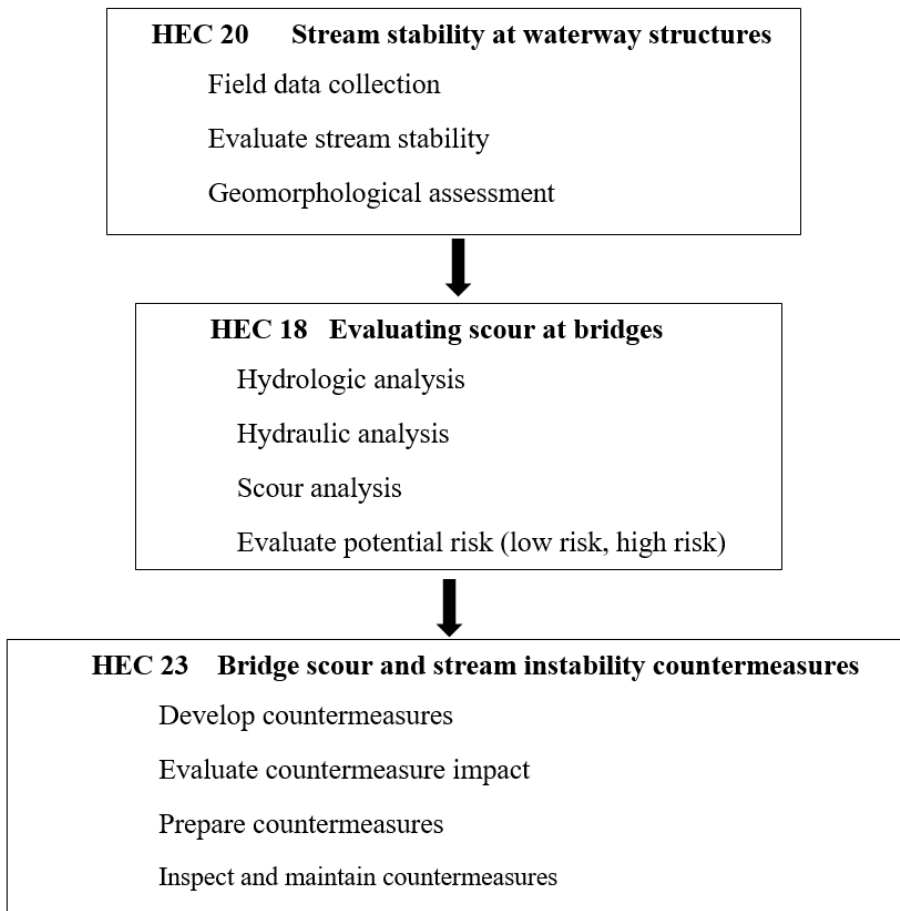 HEC 20 Stream stability at waterway structures
Field data collection
Evaluate stream stability
Geomorphological assessment
HEC 18 Evaluating scour at bridges
Hydrologic analysis
Hydraulic analysis
Scour analysis
Evaluate potential risk (low risk, high risk)
HEC 23 Bridge scour and stream instability countermeasures
Develop countermeasures
Evaluate countermeasure impact
Prepare countermeasures
Inspect and maintain countermeasures